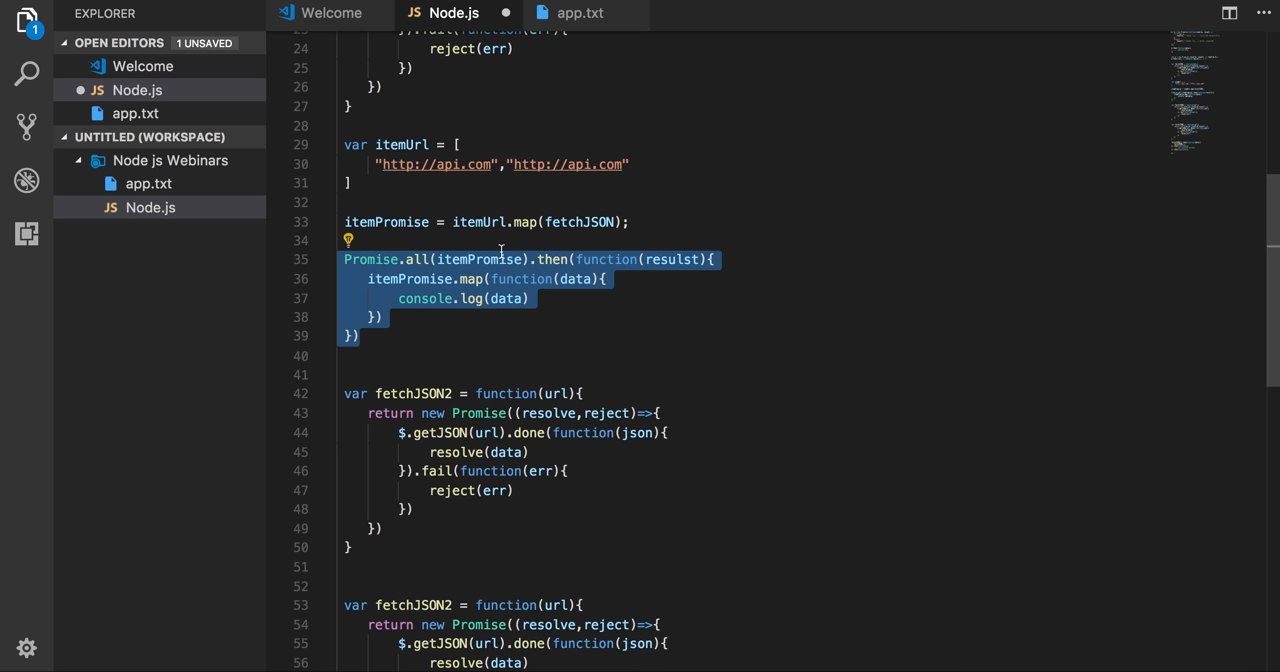 EXPLORER
OPEN EDITORS 1 UNSAVED
Welcome
JS Node.js
app.txt
UNTITLED (WORKSPACE)
Node js Webinars
app.txt
JS Node.js
1
Welcome
JS Node.js
app.txt
24 reject(err)
25 })
26 })
27 }
28
29 var itemUrl = [
30 "http://api.com","http://api.com"
31 ]
32
33 itemPromise = itemUrl.map(fetchJSON);
34
35 Promise.all(itemPromise).then(function(resulst){
36 itemPromise.map(function(data){
37 console.log(data)
38 })
39 })
40
41
42 var fetchJSON2 = function(url){
43 return new Promise((resolve,reject)=>{
44 $.getJSON(url).done(function(json){
45 resolve(data)
46 }).fail(function(err){
47 reject(err)
48 })
49 })
50 }
51
52
53 var fetchJSON2 = function(url){
54 return new Promise((resolve,reject)=>{
55 $.getJSON(url).done(function(json){
56 resolve(data)